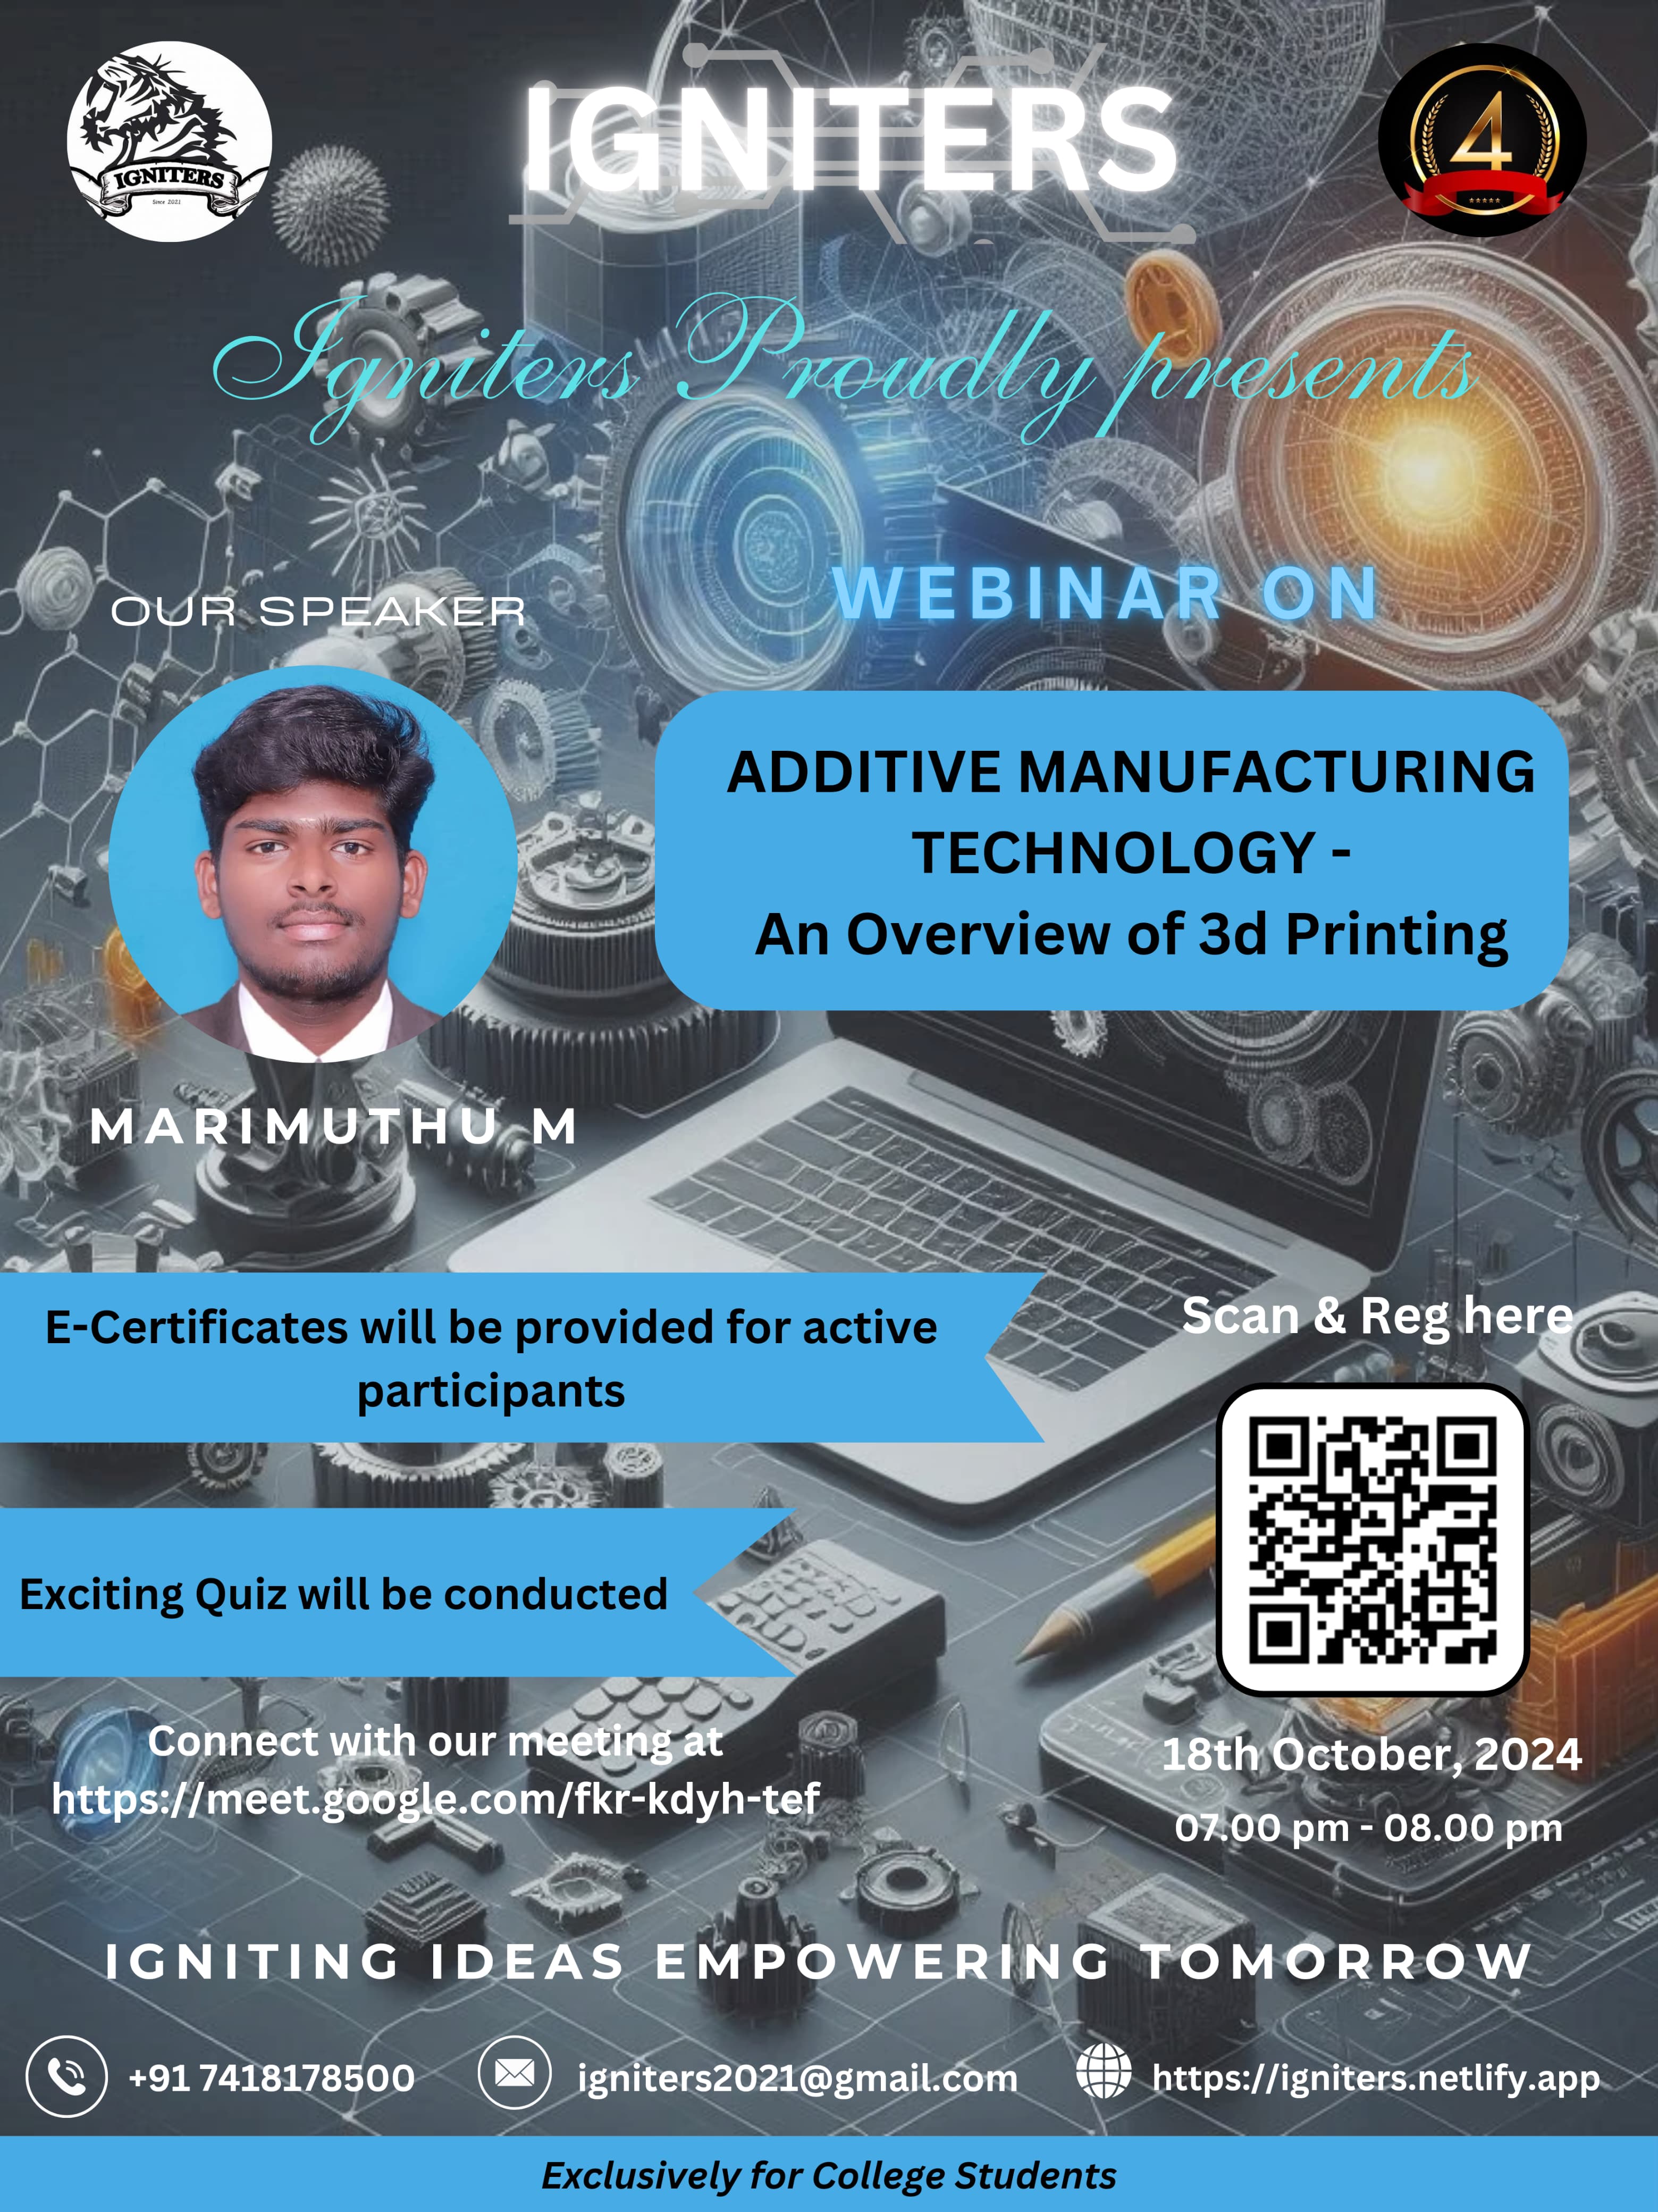 IGNITERS
Since 2021
IGNITERS
4
Igniters Proudly presents
OUR SPEAKER
WEBINAR ON
ADDITIVE MANUFACTURING
TECHNOLOGY -
An Overview of 3d Printing
MARIMUTHU M
E-Certificates will be provided for active
participants
Scan & Reg here
Exciting Quiz will be conducted
Connect with our meeting at
https://meet.google.com/fkr-kdyh-tef
18th October, 2024
07.00 pm - 08.00 pm
IGNITING IDEAS EMPOWERING TOMORROW
+91 7418178500
igniters2021@gmail.com
https://igniters.netlify.app
Exclusively for College Students